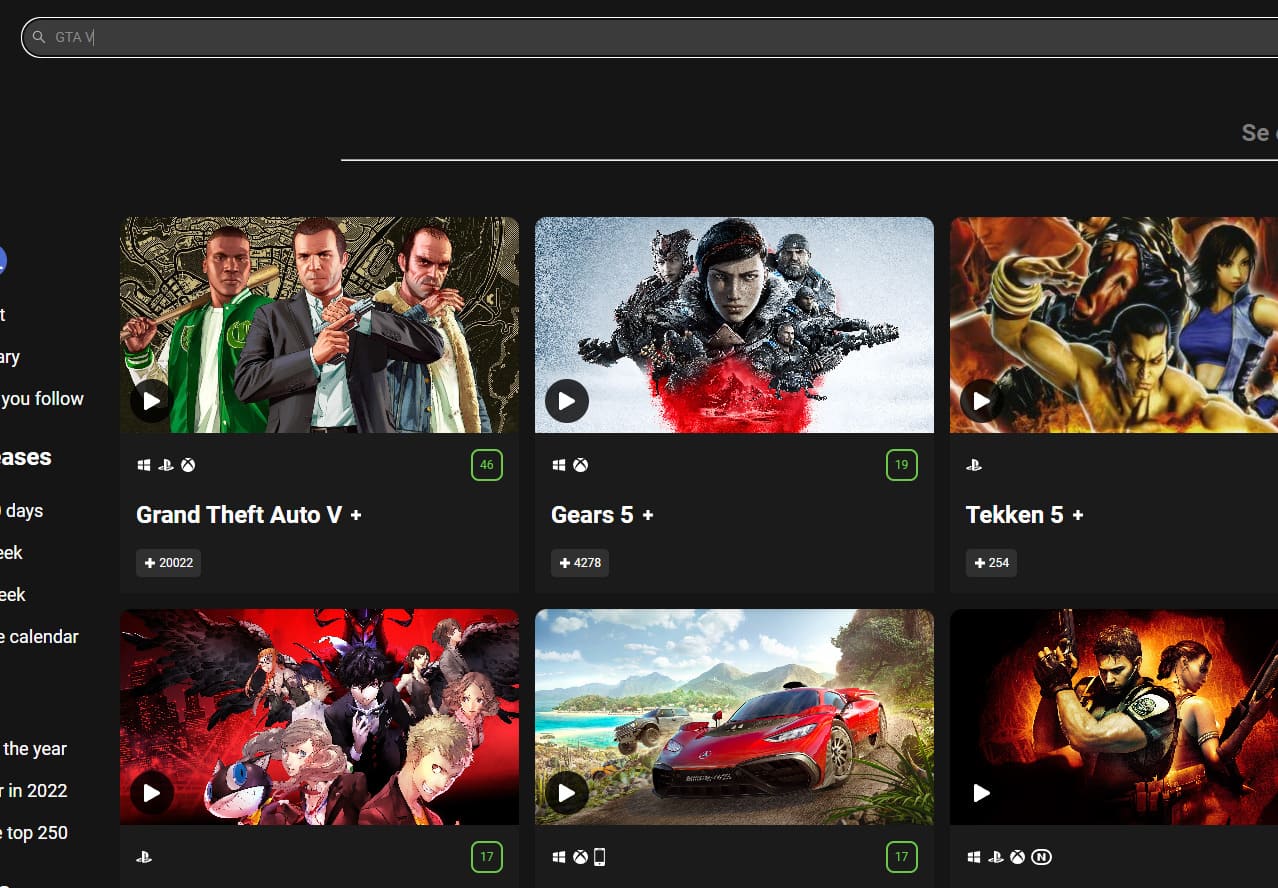 GTA V
Se
t
ary
you follow
eases
days
eek
eek
e calendar
the year
r in 2022
e top 250
46
Grand Theft Auto V +
+ 20022
19
Gears 5 +
+ 4278
Tekken 5 +
+ 254
17
17
N